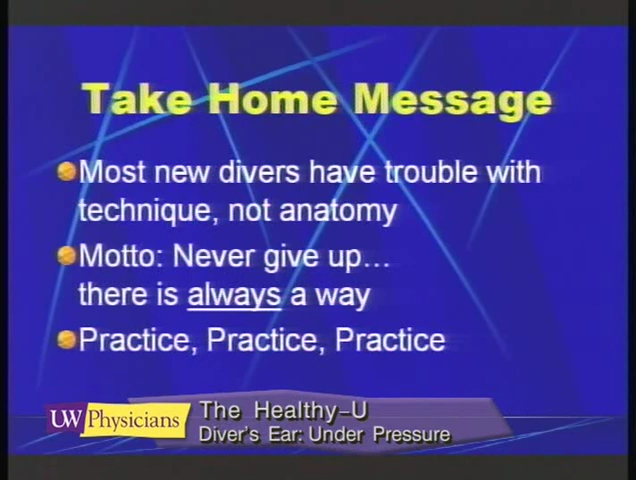 Take Home Message
Most new divers have trouble with
technique, not anatomy
Motto: Never give up...
there is always a way
Practice, Practice, Practice
UW Physicians
The Healthy-U
Diver's Ear: Under Pressure